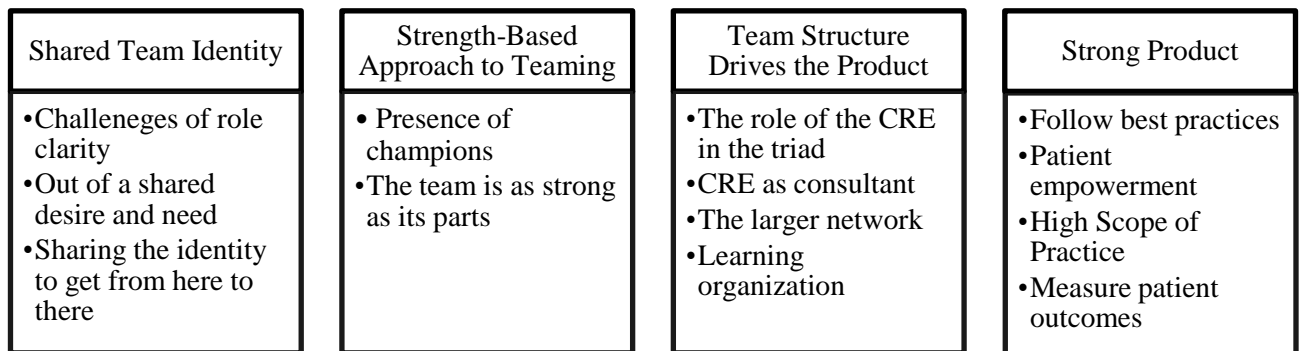 Shared Team Identity
•Challeneges of role
clarity
•Out of a shared
desire and need
•Sharing the identity
to get from here to
there
Strength-Based
Approach to Teaming
• Presence of
champions
•The team is as strong
as its parts
Team Structure
Drives the Product
•The role of the CRE
in the triad
•CRE as consultant
•The larger network
•Learning
organization
Strong Product
•Follow best practices
•Patient
empowerment
•High Scope of
Practice
•Measure patient
outcomes